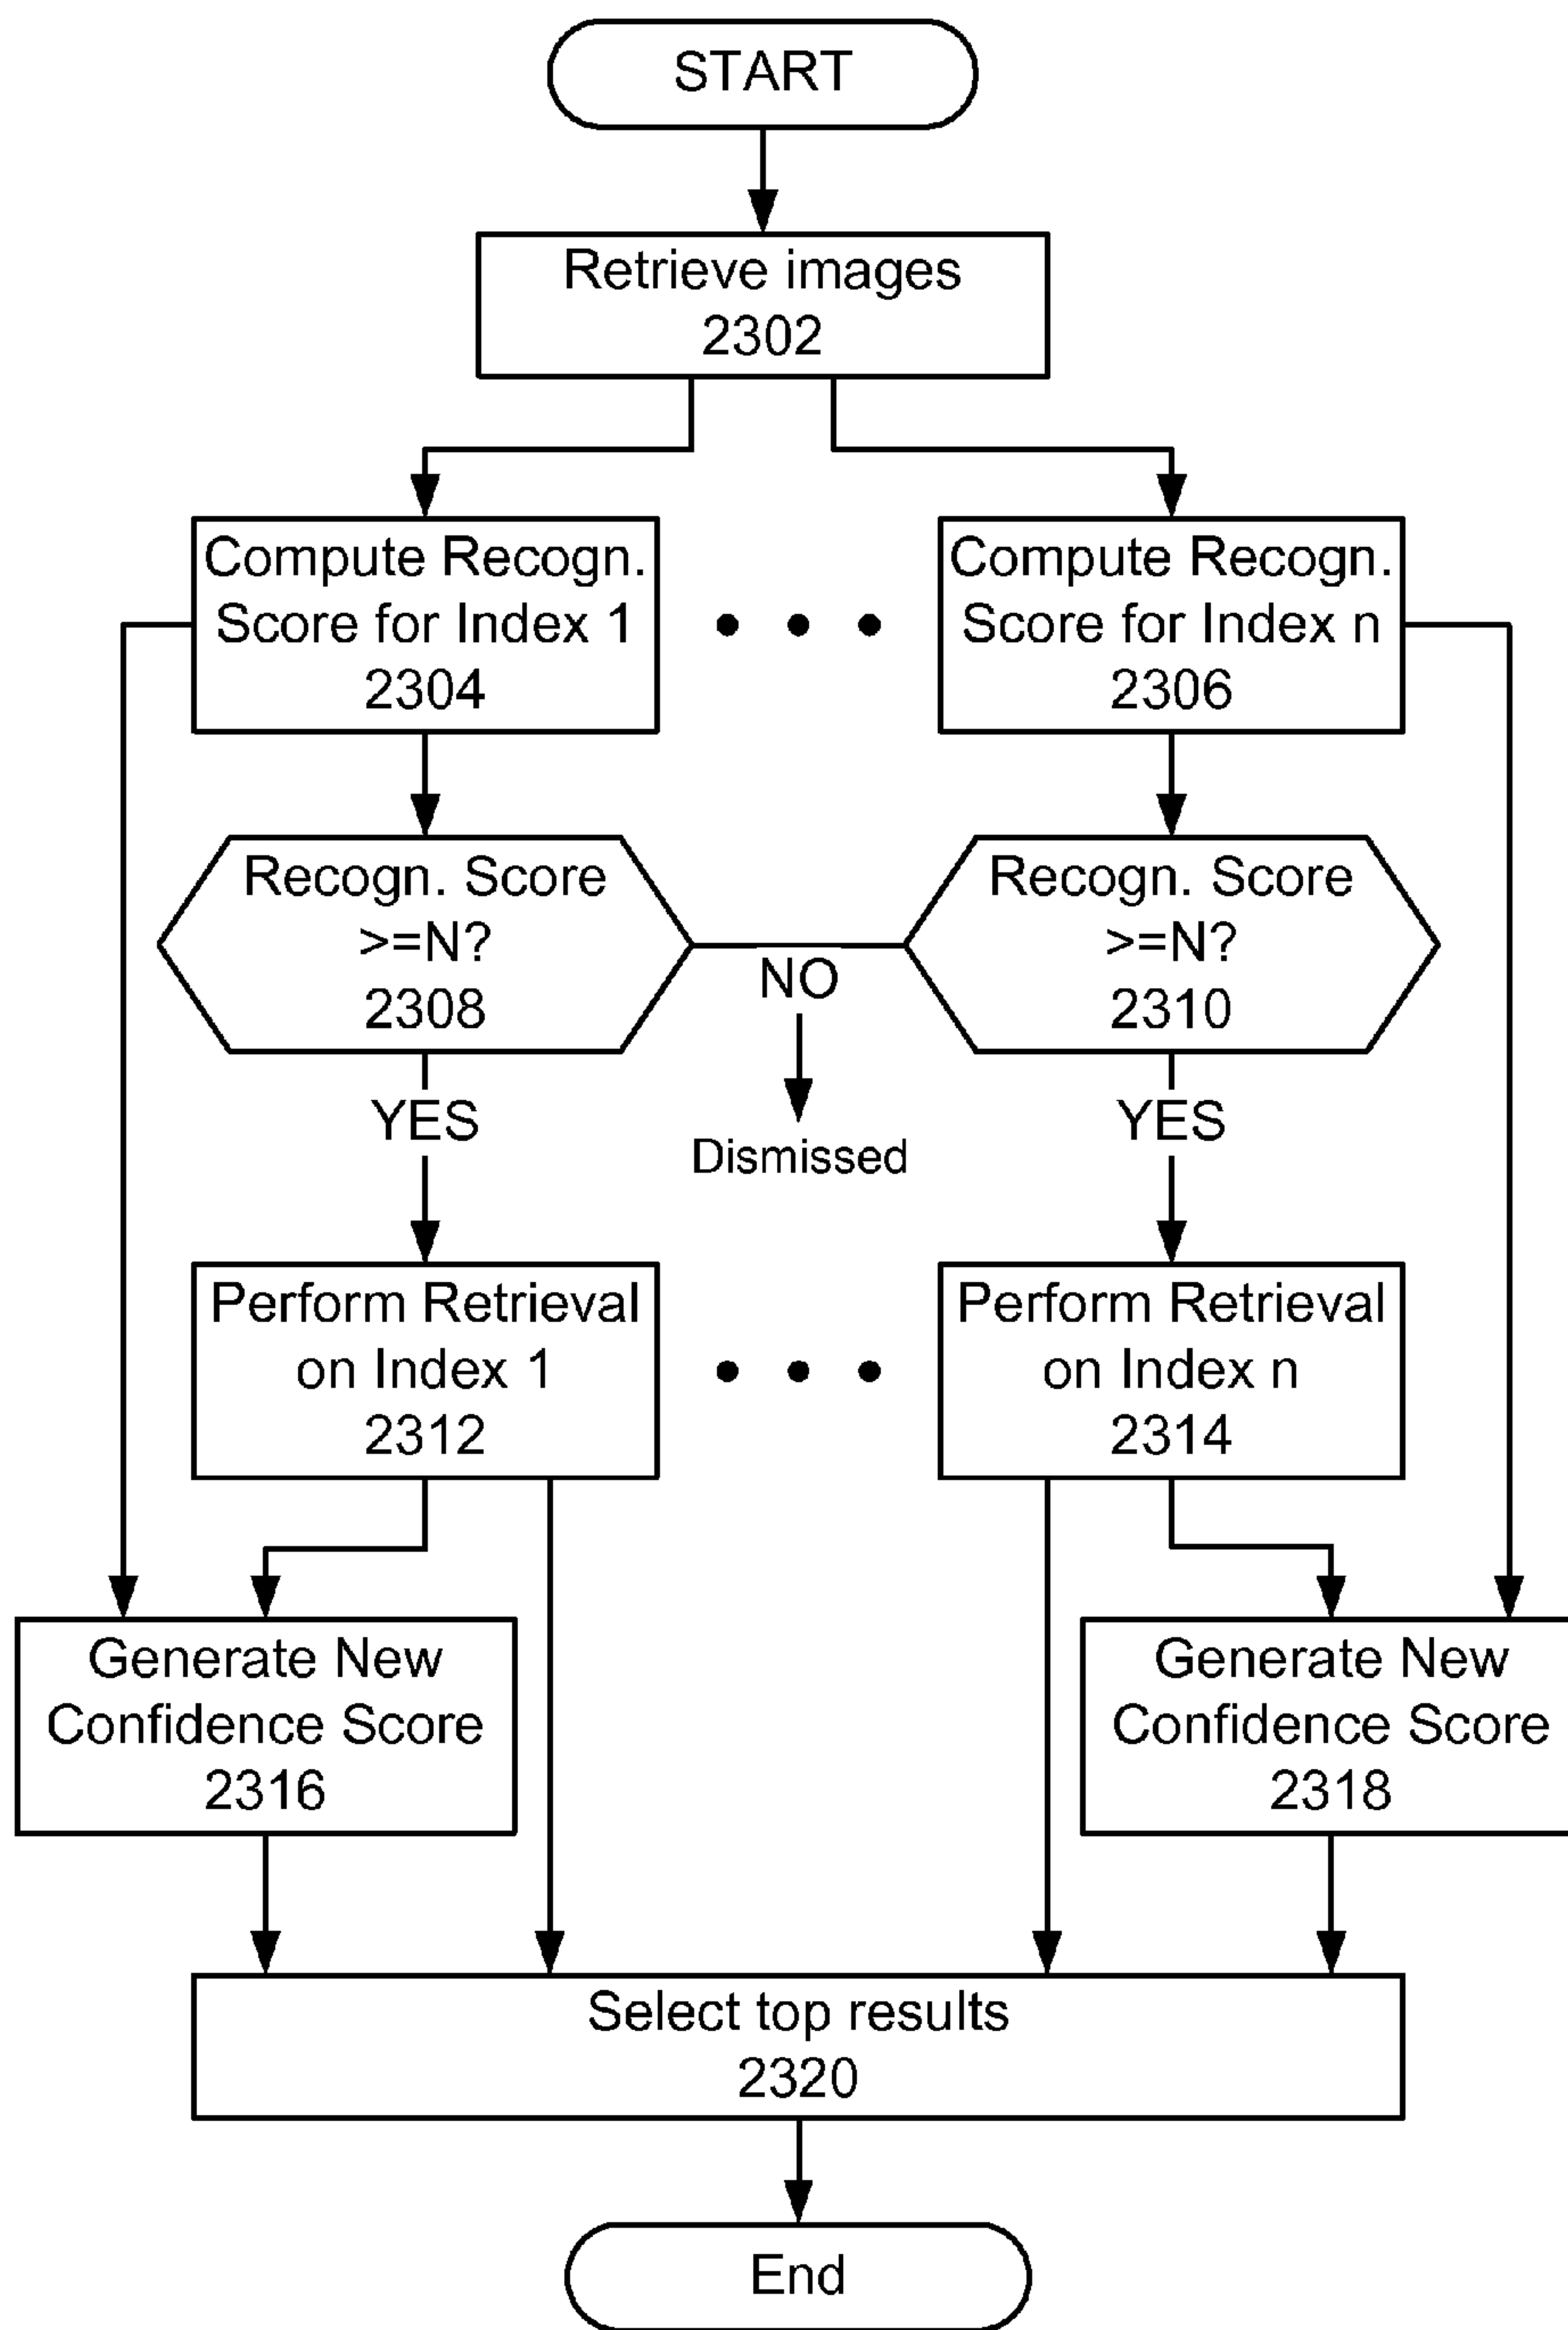 START
Retrieve images
2302
Compute Recogn.
Score for Index 1
2304
Compute Recogn.
Score for Index n
2306
Recogn. Score
>=N?
2308
NO
Recogn. Score
>=N?
2310
YES
Dismissed
YES
Perform Retrieval
on Index 1
2312
Perform Retrieval
on Index n
2314
Generate New
Confidence Score
2316
Generate New
Confidence Score
2318
Select top results
2320
End